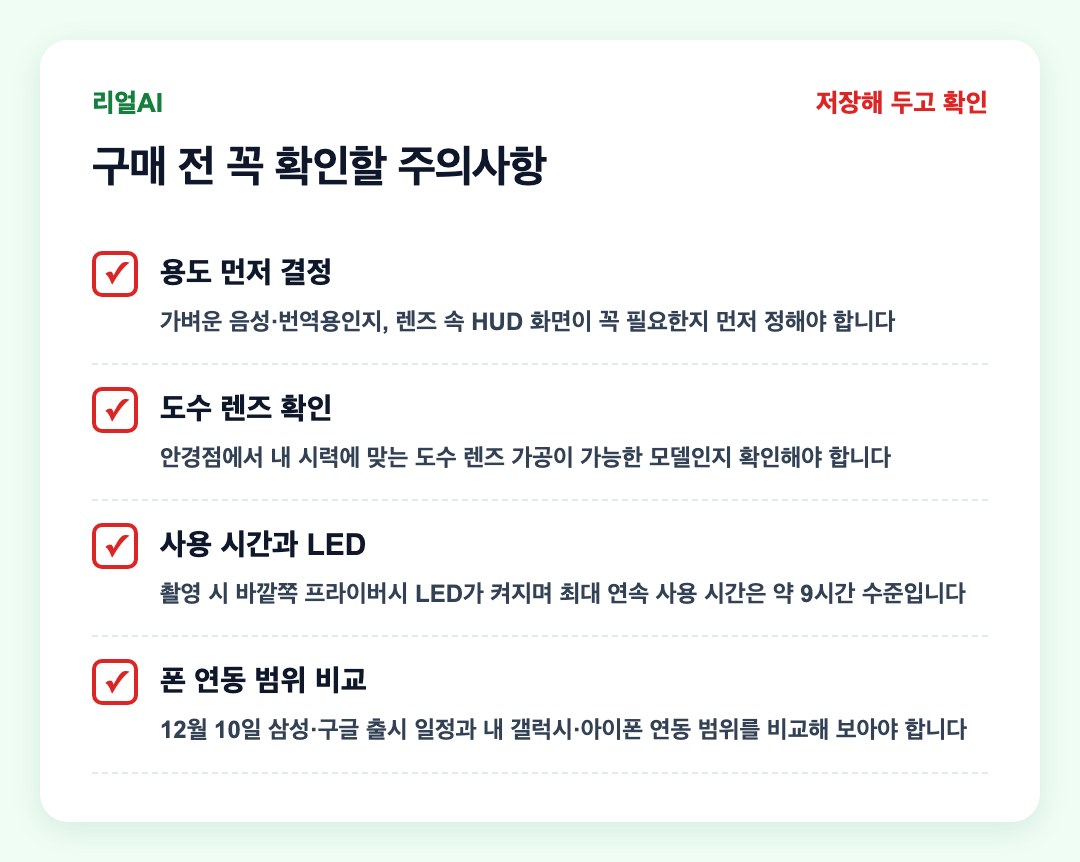 리얼AI
저장해 두고 확인
구매 전 꼭 확인할 주의사항
용도 먼저 결정
가벼운 음성·번역용인지, 렌즈 속 HUD 화면이 꼭 필요한지 먼저 정해야 합니다
도수 렌즈 확인
안경점에서 내 시력에 맞는 도수 렌즈 가공이 가능한 모델인지 확인해야 합니다
사용 시간과 LED
촬영 시 바깥쪽 프라이버시 LED가 켜지며 최대 연속 사용 시간은 약 9시간 수준입니다
폰 연동 범위 비교
12월 10일 삼성·구글 출시 일정과 내 갤럭시·아이폰 연동 범위를 비교해 보아야 합니다